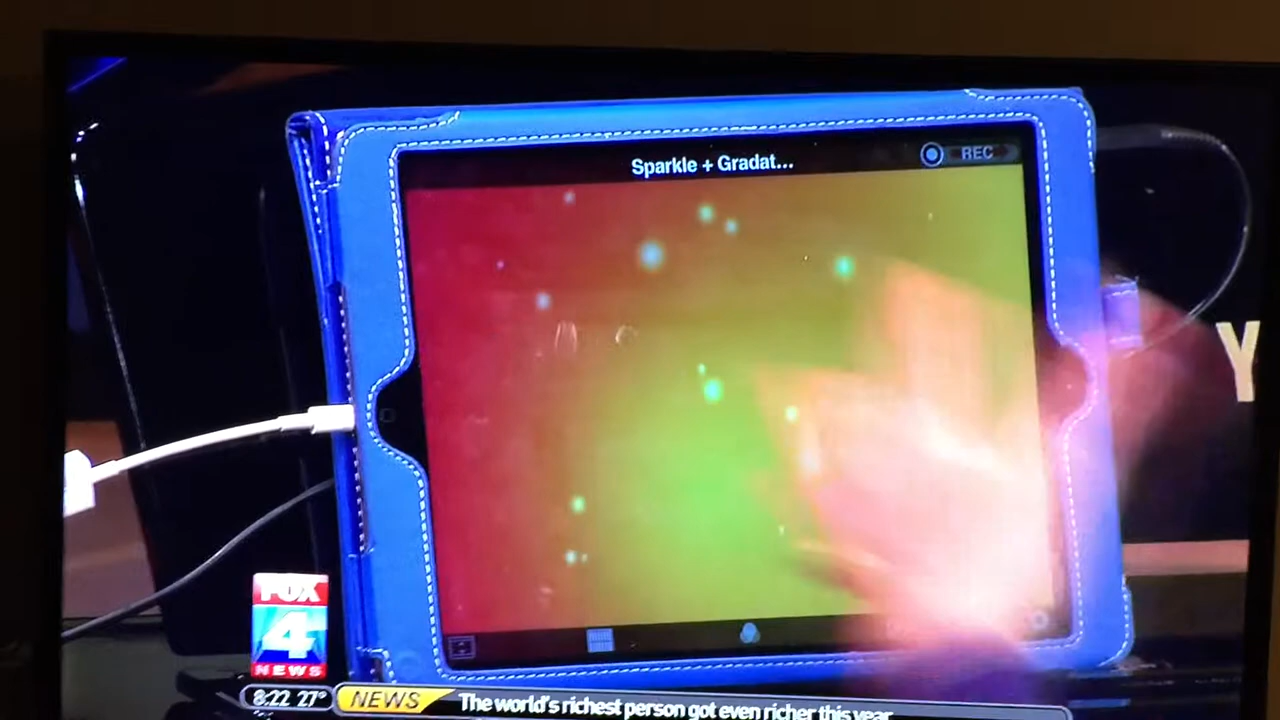 Sparkle + Gradat...
REC
Y
FOX
4
NEWS
8:22 27°
NEWS
The world's richest person got even richer this year